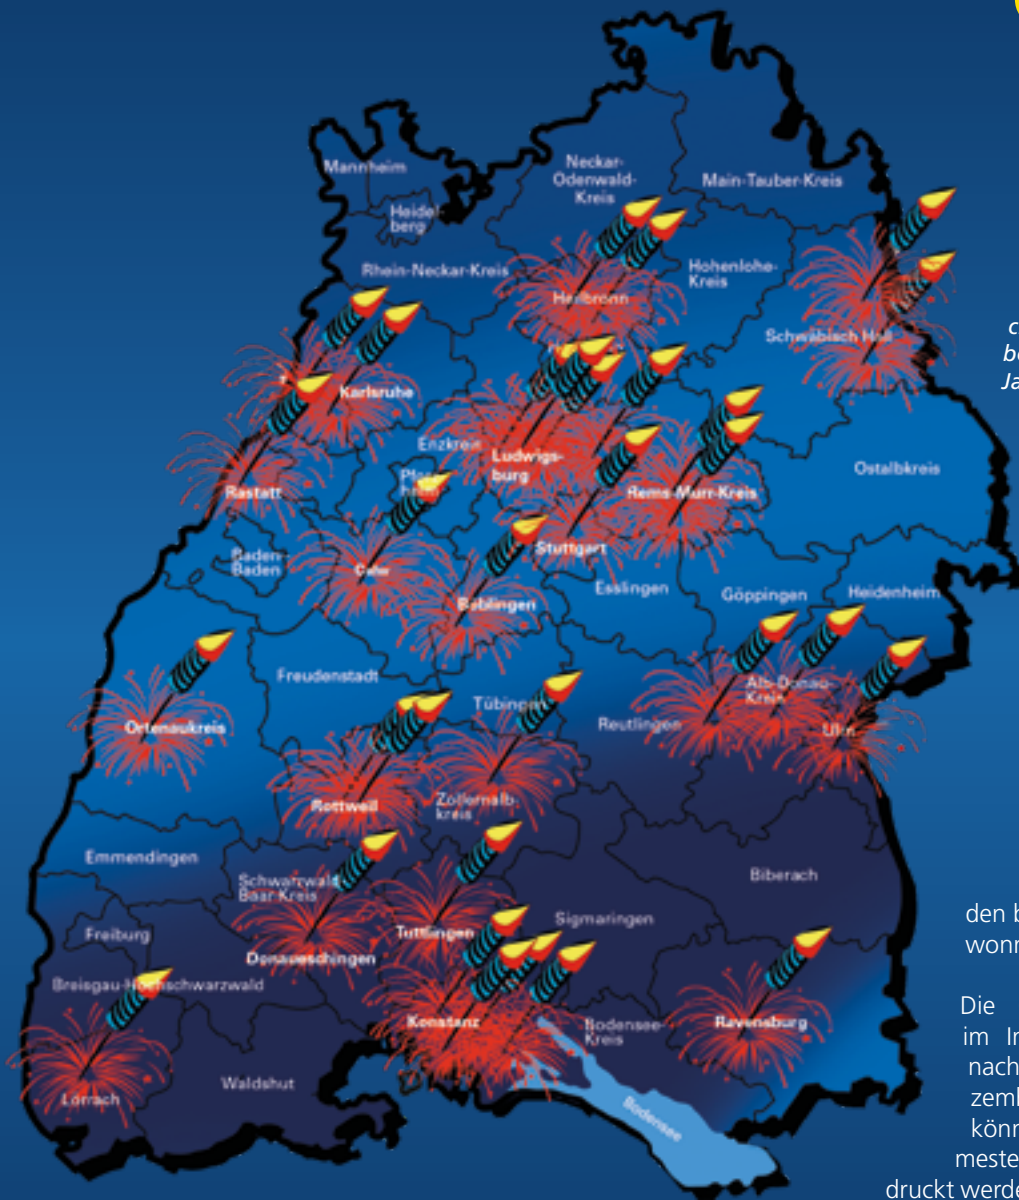 Mannheim
Neckar-
Odenwald-
Kreis
Main-Tauber-Kreis
Heidel-
berg
Rhein-Neckar-Kreis
Hohenlohe-
Kreis
Heilbronn
Schwäbisch Hall
Karlsruhe
Enzkreis
Ludwigs-
burg
Rastatt
Rems-Murr-Kreis
Ostalbkreis
Baden-
Baden
Calw
Stuttgart
Böblingen
Esslingen
Göppingen
Heidenheim
Freudenstadt
Tübingen
Reutlingen
Alb-Donau-
Kreis
Ulm
Ortenaukreis
Rottweil
Zollernalb-
kreis
Emmendingen
Schwarzwald
Baar-Kreis
Biberach
Freiburg
Tuttlingen
Sigmaringen
Donaueschingen
Breisgau-Hochschwarzwald
Konstanz
Bodensee-
Kreis
Ravensburg
Lörrach
Waldshut
Bodensee
Ja
den b
wonn
Die
im In
nach
zeml
könn
meste
druckt werde